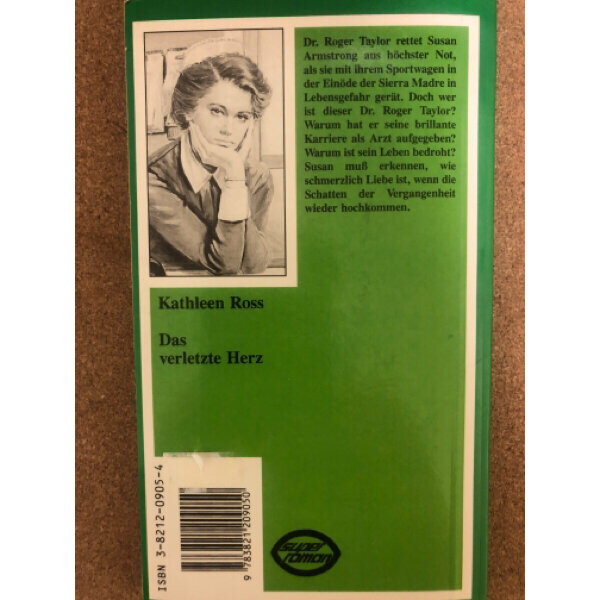 Dr. Roger Taylor rettet Susan
Armstrong aus höchster Not,
als sie mit ihrem Sportwagen in
der Einöde der Sierra Madre in
Lebensgefahr gerät. Doch wer
ist dieser Dr. Roger Taylor?
Warum hat er seine brillante
Karriere als Arzt aufgegeben?
Warum ist sein Leben bedroht?
Susan muß erkennen, wie
schmerzlich Liebe ist, wenn die
Schatten der Vergangenheit
wieder hochkommen.
Kathleen Ross
Das
verletzte Herz
ISBN 3-8212-0905-4
9 783821 209050
super
roman